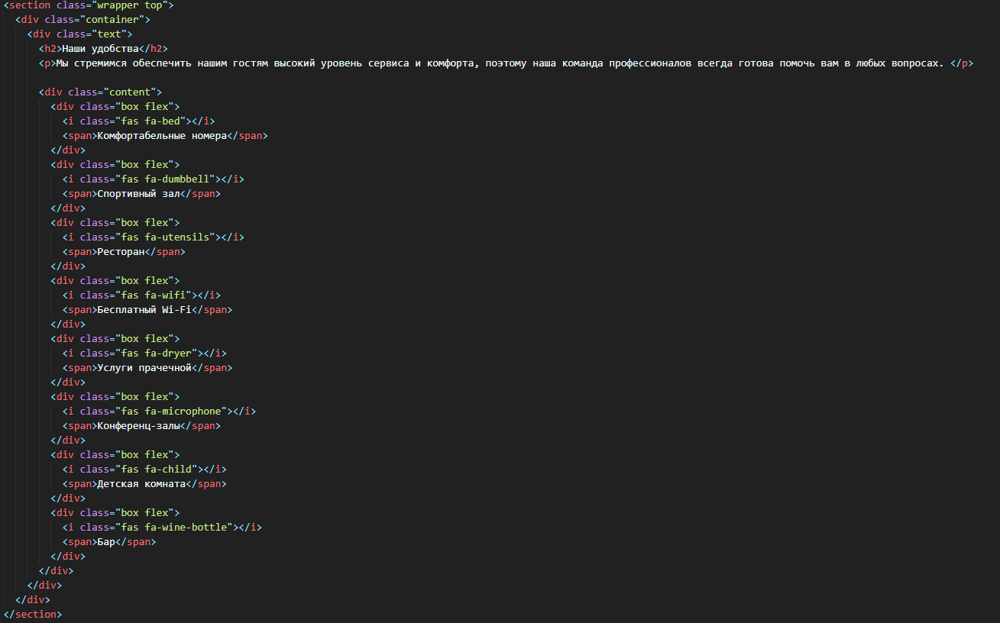 <section class="wrapper top">
<div class="container">
<div class="text">
<h2>Наши удобства</h2>
<p>Мы стремимся обеспечить нашим гостям высокий уровень сервиса и комфорта, поэтому наша команда профессионалов всегда готова помочь вам в любых вопросах. </p>
<div class="content">
<div class="box flex">
<i class="fas fa-bed"></i>
<span>Комфортабельные номера</span>
</div>
<div class="box flex">
<i class="fas fa-dumbbell"></i>
<span>Спортивный зал</span>
</div>
<div class="box flex">
<i class="fas fa-utensils"></i>
<span>Ресторан</span>
</div>
<div class="box flex">
<i class="fas fa-wifi"></i>
<span>Бесплатный Wi-Fi</span>
</div>
<div class="box flex">
<i class="fas fa-dryer"></i>
<span>Услуги прачечной</span>
</div>
<div class="box flex">
<i class="fas fa-microphone"></i>
<span>Конференц-залы</span>
</div>
<div class="box flex">
<i class="fas fa-child"></i>
<span>Детская комната</span>
</div>
<div class="box flex">
<i class="fas fa-wine-bottle"></i>
<span>Бар</span>
</div>
</div>
</div>
</div>
</section>